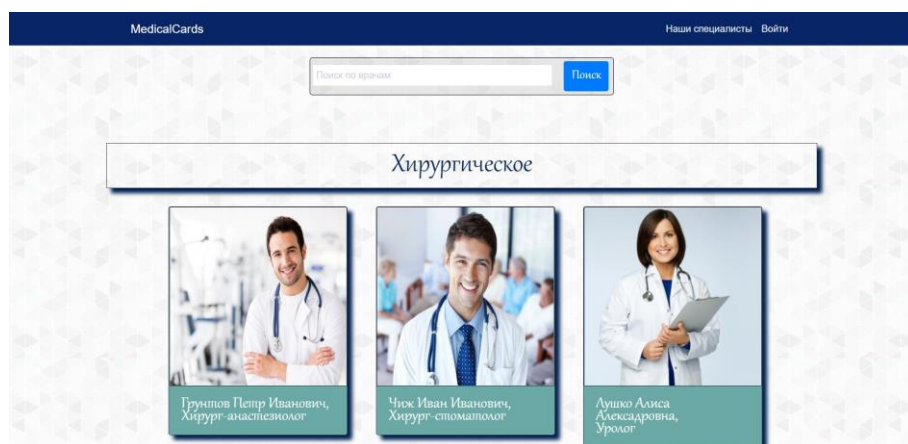 MedicalCards
Наши специалисты Войти
Поиск по врачам
Поиск
Хирургическое
Грунтов Петр Иванович,
Хирург-анастезиолог
Чиж Иван Иванович,
Хирург-стоматолог
Лушко Алиса
Алексадровна,
Уролог